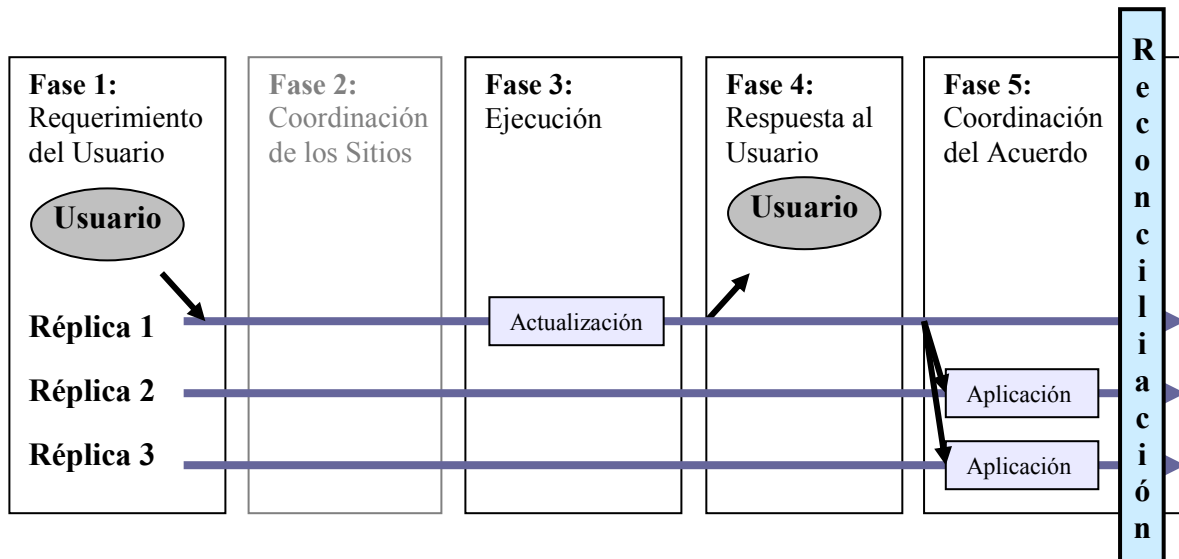 Fase 1:
Requerimiento
del Usuario
Usuario
Fase 2:
Coordinación
de los Sitios
Fase 3:
Ejecución
Fase 4:
Respuesta al
Usuario
Usuario
Fase 5:
Coordinación
del Acuerdo
Réplica 1
Actualización
Réplica 2
Aplicación
Réplica 3
Aplicación
Reconciliación